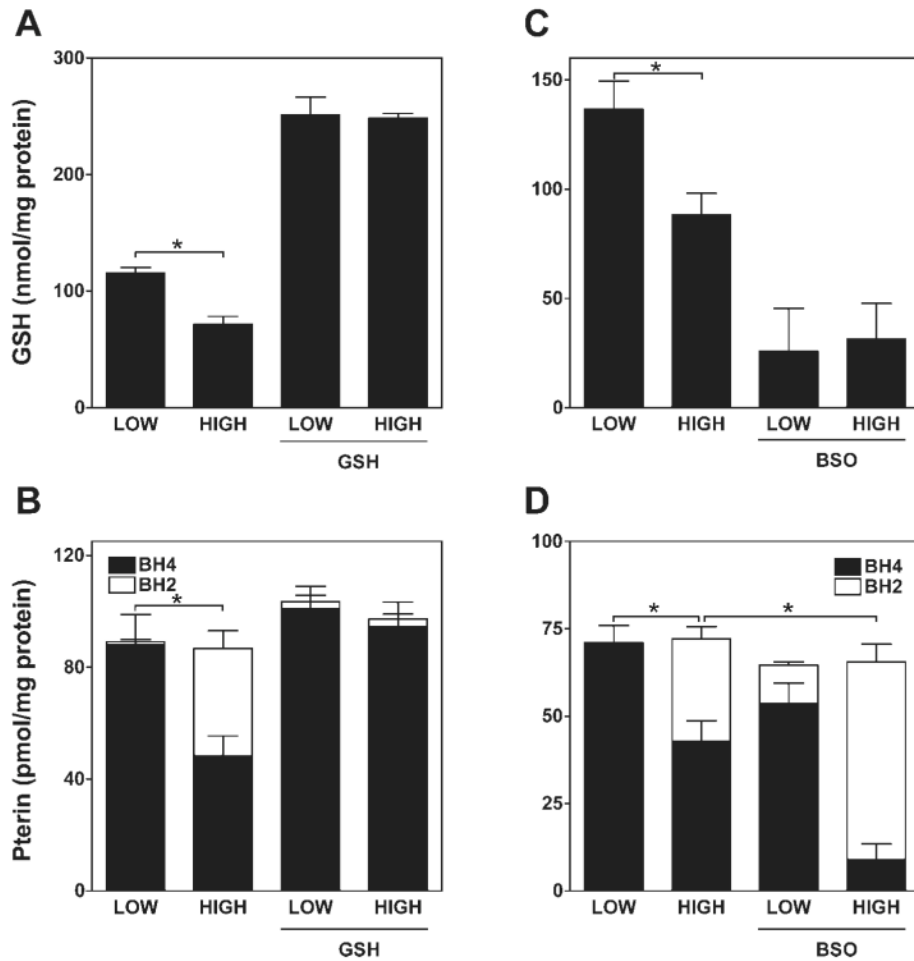 A
GSH (nmol/mg protein)
300
200
100
0
*
LOW HIGH LOW HIGH
GSH
C
150
100
50
0
*
LOW HIGH LOW HIGH
BSO
B
Pterin (pmol/mg protein)
120
80
40
0
BH4
BH2
*
LOW HIGH LOW HIGH
GSH
D
100
75
50
25
0
BH4
BH2
* *
LOW HIGH LOW HIGH
BSO